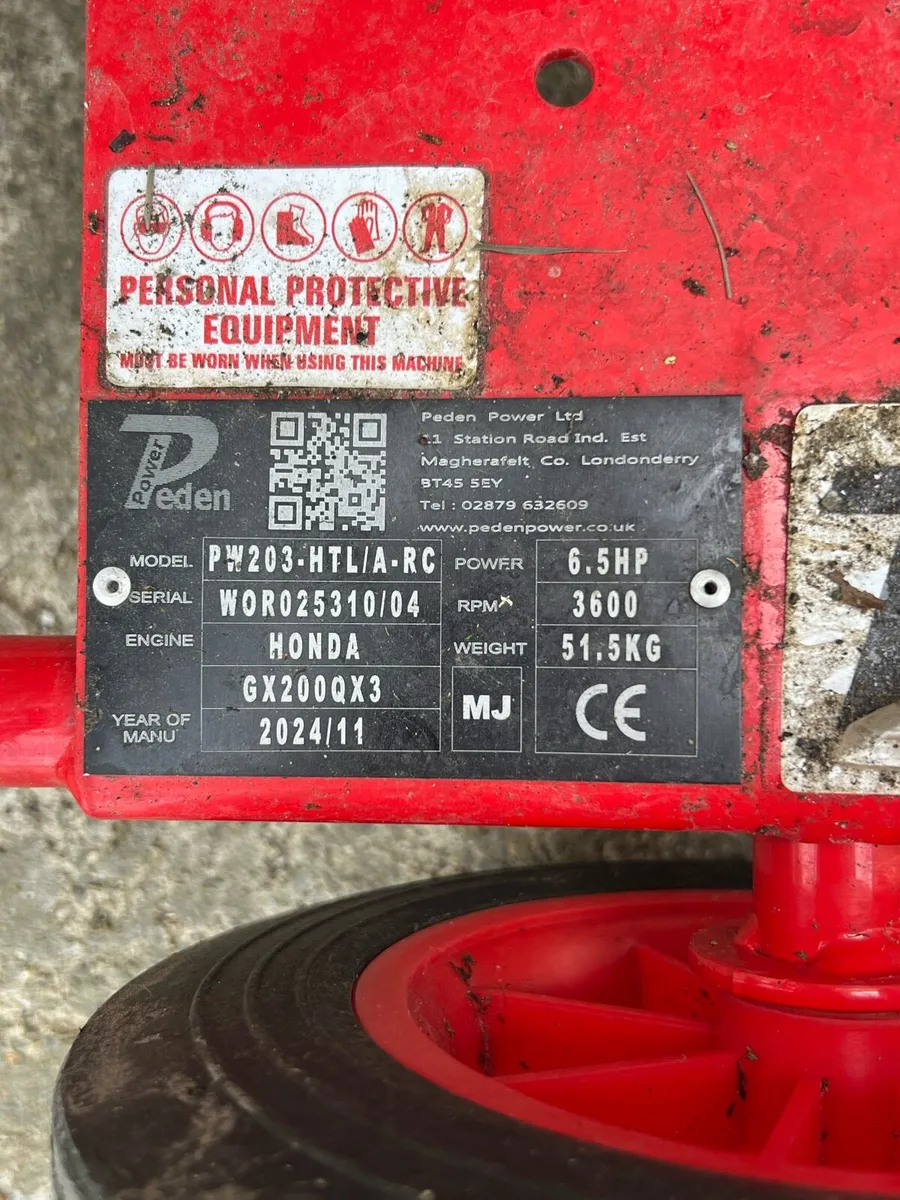 PERSONAL PROTECTIVE
EQUIPMENT
MUST BE WORN WHEN USING THIS MACHINE
Peden Power
Peden Power Ltd
11 Station Road Ind. Est
Magherafelt, Co. Londonderry
BT45 5EY
Tel : 02879 632609
www.pedenpower.co.uk
MODEL PW203-HTL/A-RC POWER 6.5HP
SERIAL WOR025310/04 RPM 3600
ENGINE HONDA WEIGHT 51.5KG
GX200QX3 MJ CE
YEAR OF MANU 2024/11